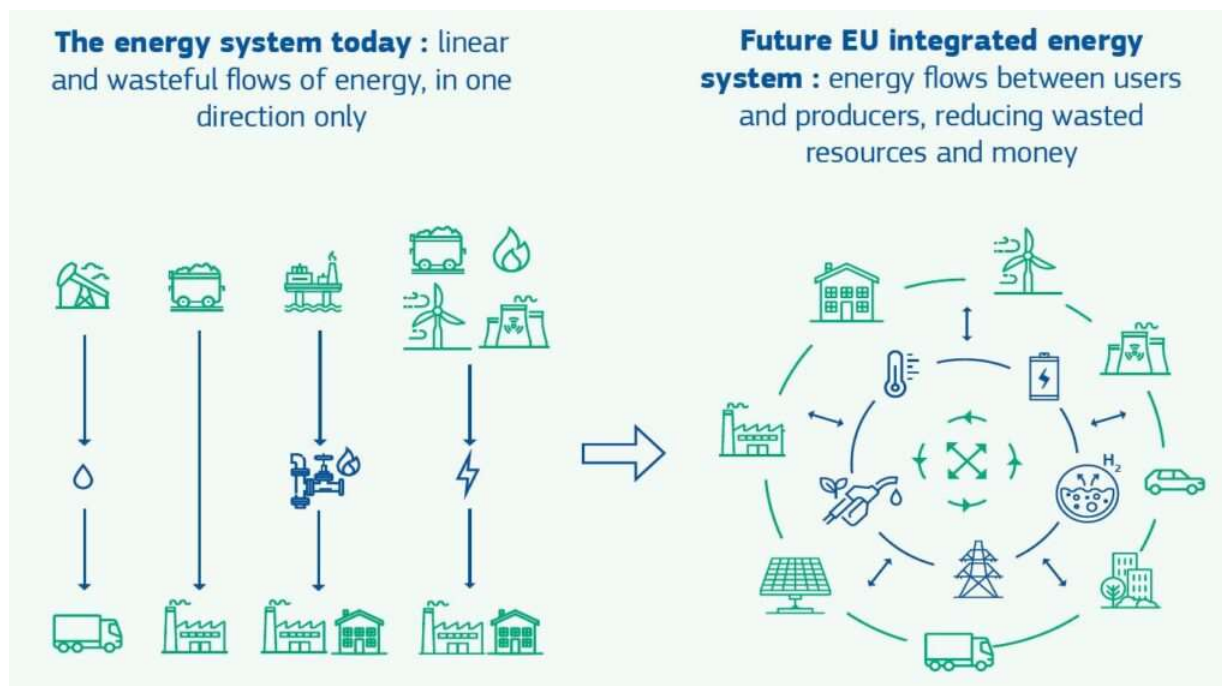 The energy system today : linear
and wasteful flows of energy, in one
direction only
Future EU integrated energy
system : energy flows between users
and producers, reducing wasted
resources and money
H₂